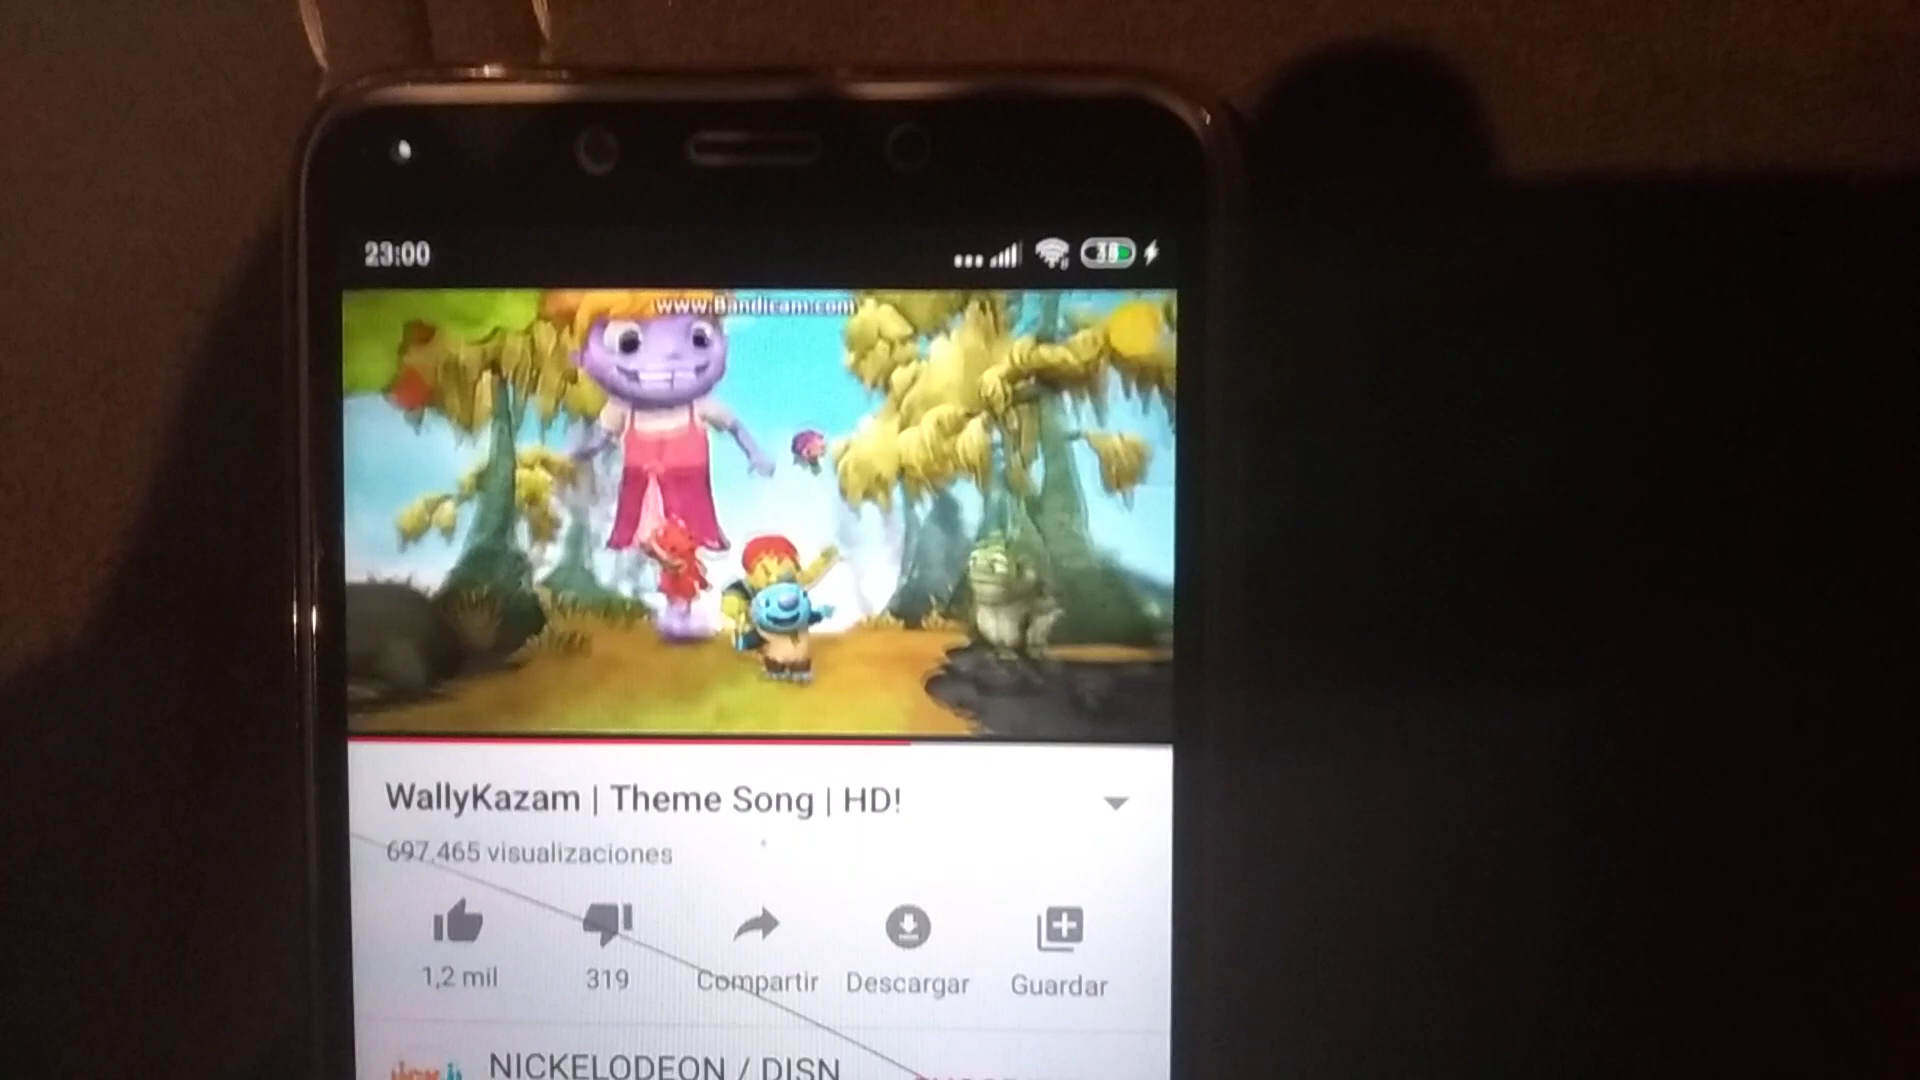 23:00 38
www.Bandicam.com
WallyKazam | Theme Song | HD!
697.465 visualizaciones
1,2 mil 319 Compartir Descargar Guardar
NICKELODEON / DISN